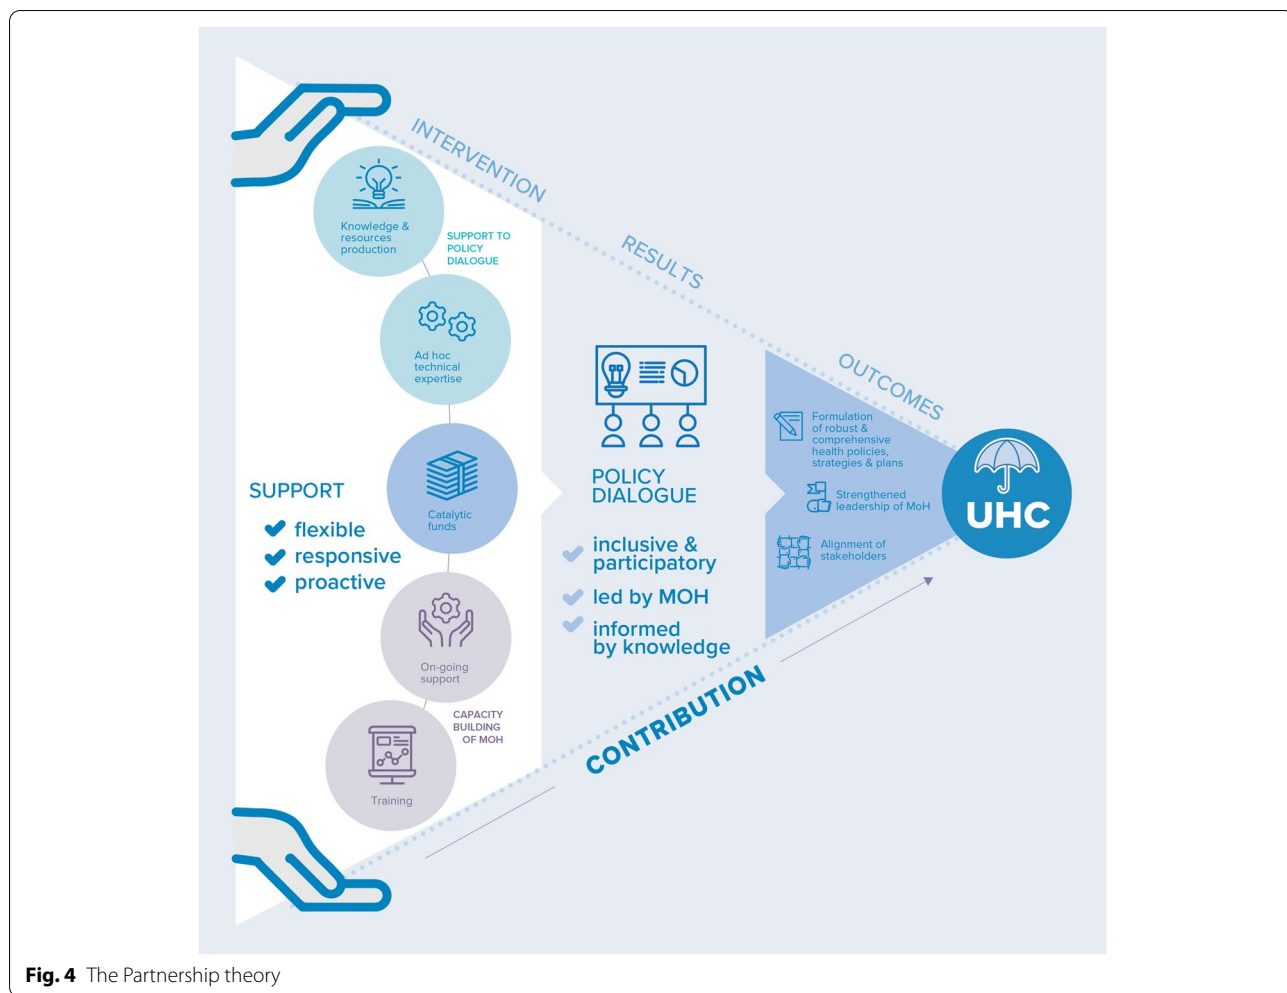 INTERVENTION
RESULTS
OUTCOMES
Knowledge &
resources
production
SUPPORT TO
POLICY
DIALOGUE
Ad hoc
technical
expertise
SUPPORT
flexible
responsive
proactive
Catalytic
funds
On-going
support
CAPACITY
BUILDING
OF MOH
Training
POLICY
DIALOGUE
inclusive &
participatory
led by MOH
informed
by knowledge
Formulation
of robust &
comprehensive
health policies,
strategies & plans
Strengthened
leadership of MoH
Alignment of
stakeholders
UHC
CONTRIBUTION
Fig. 4 The Partnership theory